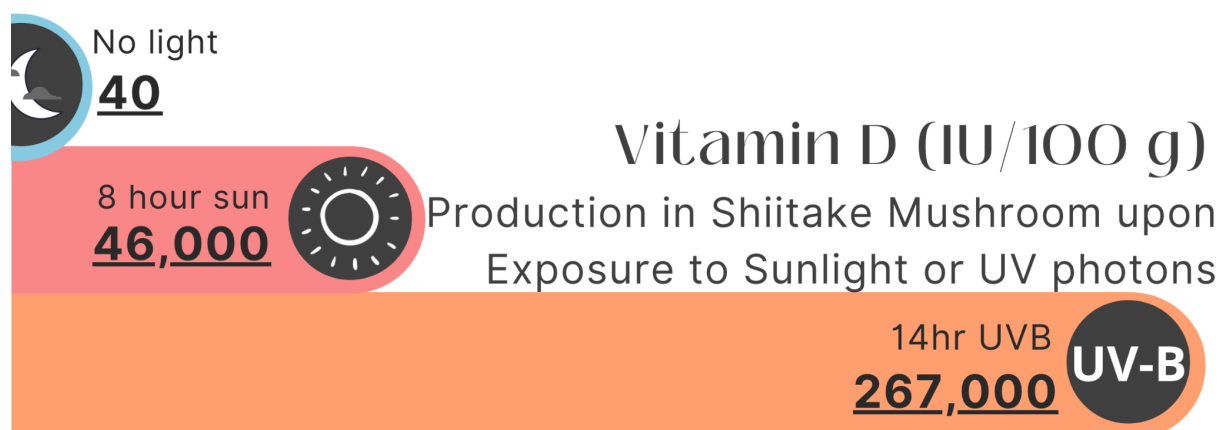 No light
40
Vitamin D (IU/100 g)
8 hour sun
46,000
Production in Shiitake Mushroom upon
Exposure to Sunlight or UV photons
14hr UVB
267,000
UV-B